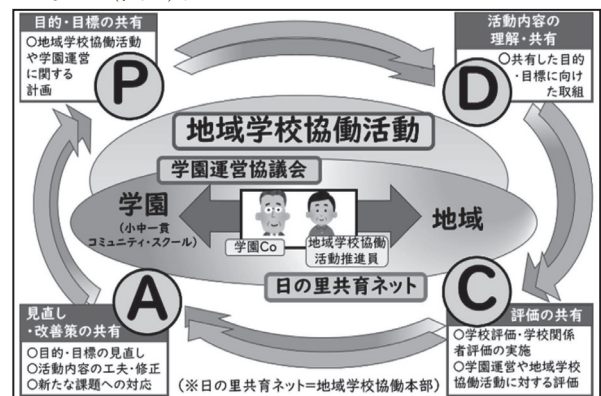 目的・目標の共有
○地域学校協働活動
や学園運営
に関する
計画
P
活動内容の
理解・共有
○共有した目的
・目標に向け
た取組
D
地域学校協働活動
学園運営協議会
学園
(小中一貫
コミュニティ・スクール)
地域
学園Co
地域学校協働
活動推進員
日の里共育ネット
A
見直し
・改善策の共有
○目的・目標の見直し
○活動内容の工夫・修正
○新たな課題への対応
C
評価の共有
○学校評価・学校関係
者評価の実施
○学園運営や地域学校
協働活動に対する評価
(※日の里共育ネット=地域学校協働本部)